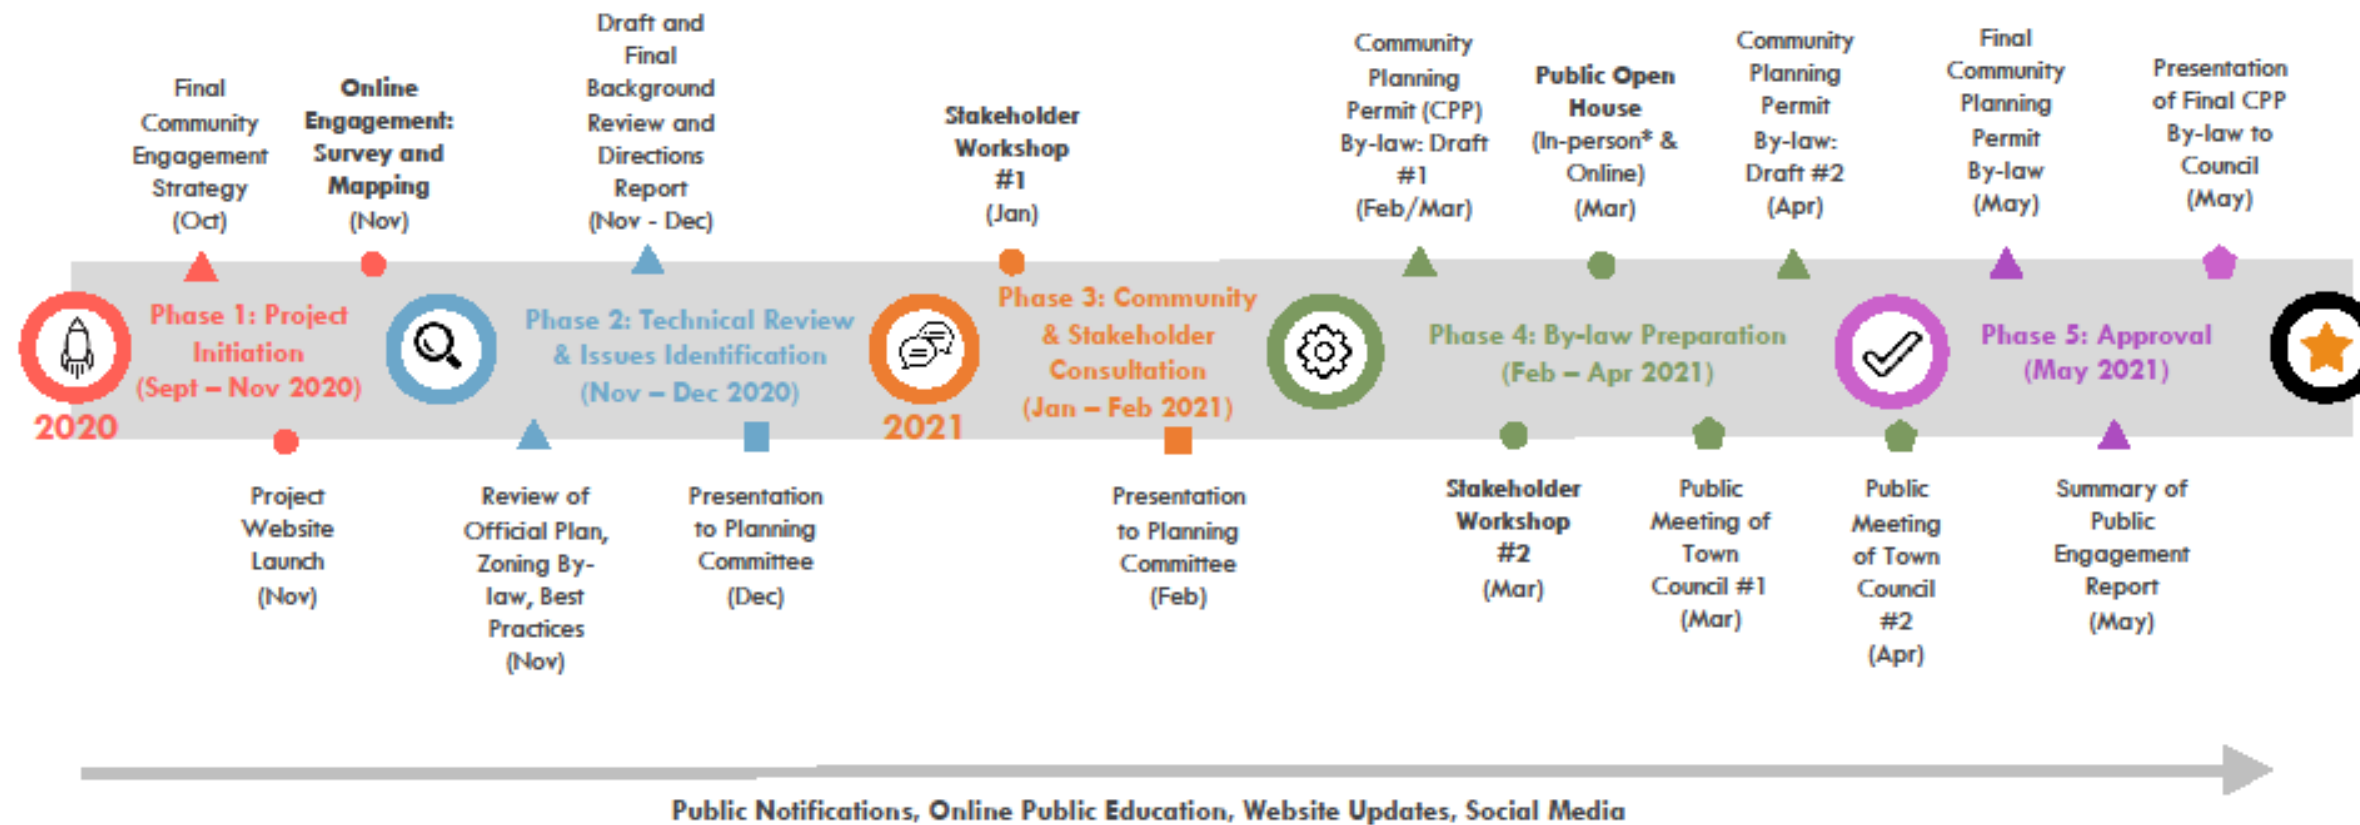 Final
Community
Engagement
Strategy
(Oct)
Online
Engagement:
Survey and
Mapping
(Nov)
Draft and
Final
Background
Review and
Directions
Report
(Nov - Dec)
Stakeholder
Workshop
#1
(Jan)
Community
Planning
Permit (CPP)
By-law: Draft
#1
(Feb/Mar)
Public Open
House
(In-person* &
Online)
(Mar)
Community
Planning
Permit
By-law:
Draft #2
(Apr)
Final
Community
Planning
Permit
By-law
(May)
Presentation
of Final CPP
By-law to
Council
(May)
Phase 1: Project
Initiation
(Sept – Nov 2020)
2020
Phase 2: Technical Review
& Issues Identification
(Nov – Dec 2020)
2021
Phase 3: Community
& Stakeholder
Consultation
(Jan – Feb 2021)
Phase 4: By-law Preparation
(Feb – Apr 2021)
Phase 5: Approval
(May 2021)
Project
Website
Launch
(Nov)
Review of
Official Plan,
Zoning By-
law, Best
Practices
(Nov)
Presentation
to Planning
Committee
(Dec)
Presentation
to Planning
Committee
(Feb)
Stakeholder
Workshop
#2
(Mar)
Public
Meeting of
Town
Council #1
(Mar)
Public
Meeting
of Town
Council
#2
(Apr)
Summary of
Public
Engagement
Report
(May)
Public Notifications, Online Public Education, Website Updates, Social Media